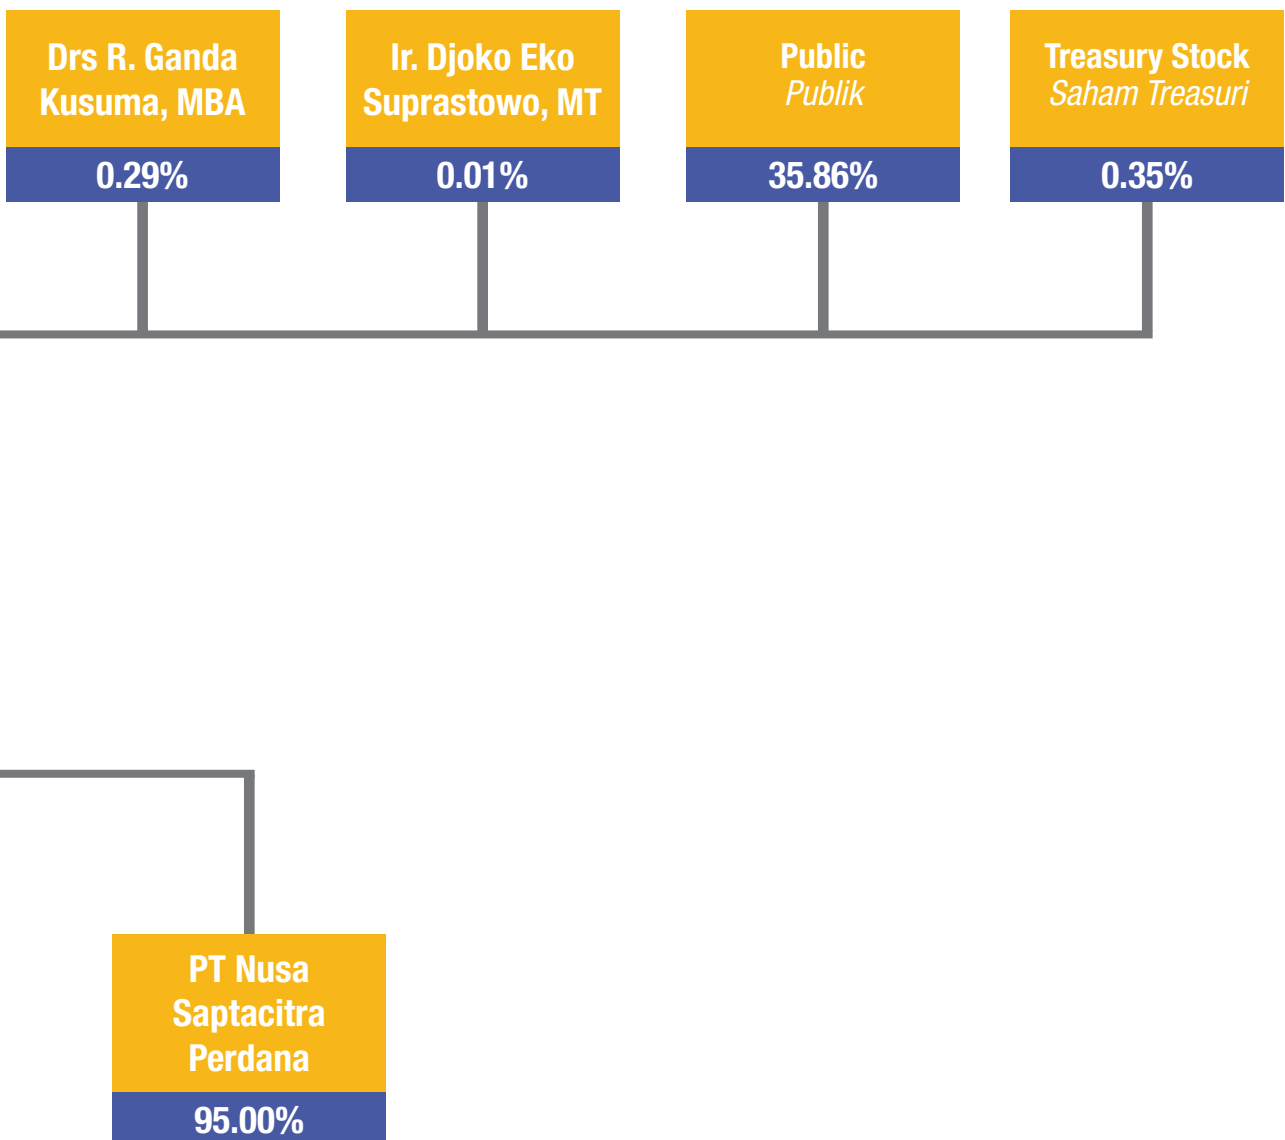 Drs R. Ganda
Kusuma, MBA
0.29%
Ir. Djoko Eko
Suprastowo, MT
0.01%
Public
Publik
35.86%
Treasury Stock
Saham Treasuri
0.35%
PT Nusa
Saptacitra
Perdana
95.00%